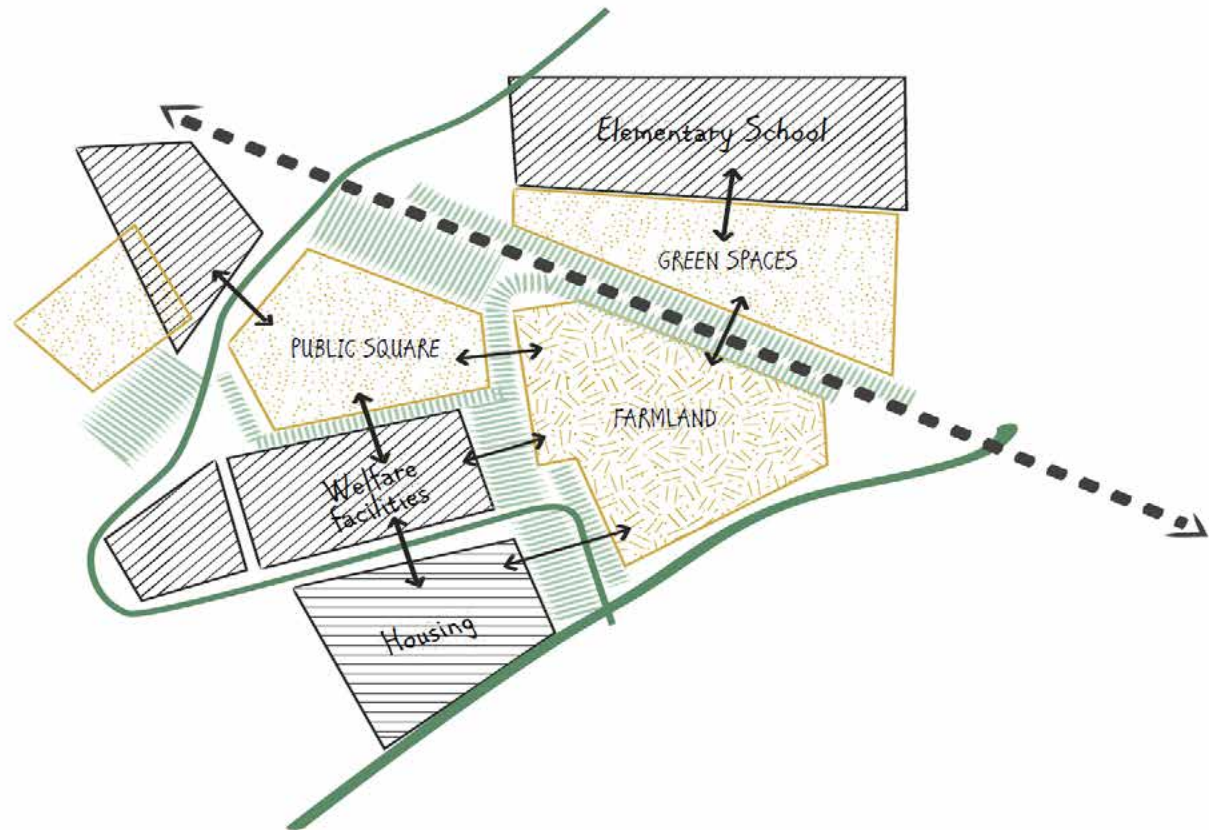 Elementary School
GREEN SPACES
PUBLIC SQUARE
FARMLAND
Welfare
facilities
Housing